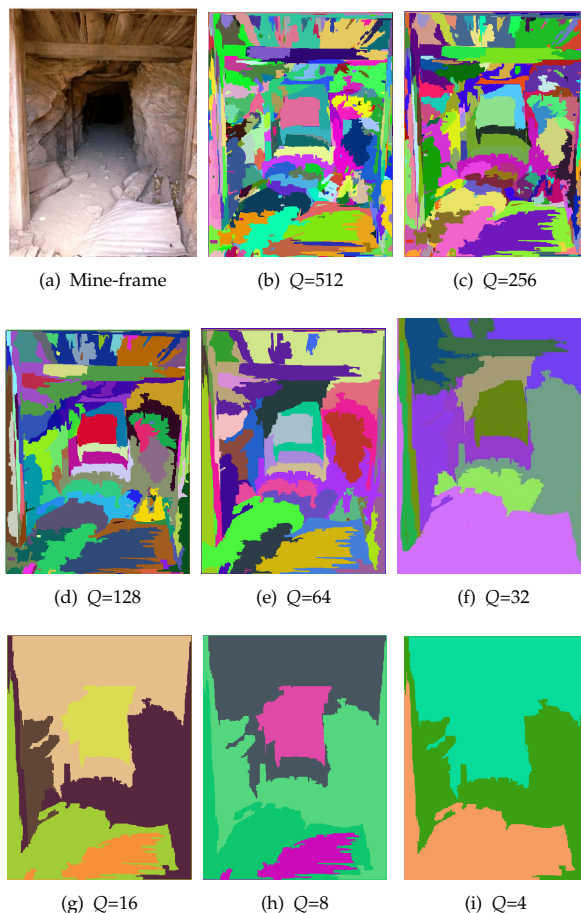 (a) Mine-frame (b) Q=512 (c) Q=256
(d) Q=128 (e) Q=64 (f) Q=32
(g) Q=16 (h) Q=8 (i) Q=4